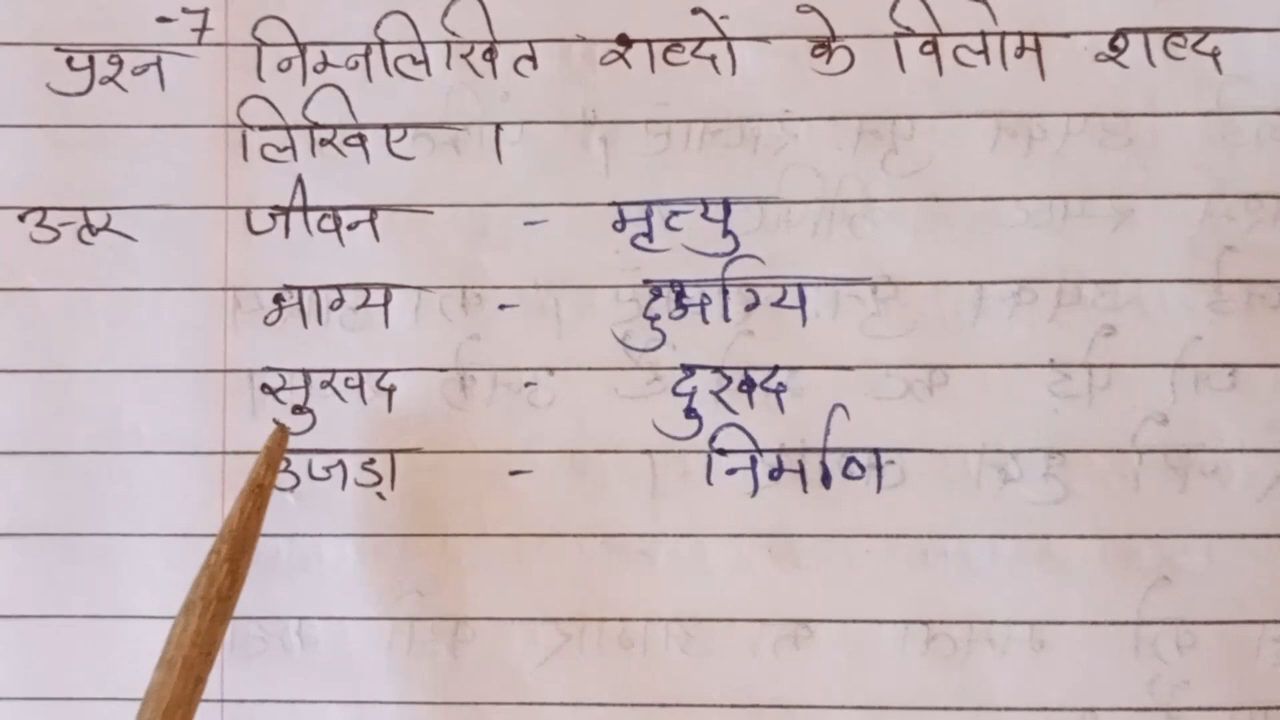 प्रश्न -7 निम्नलिखित शब्दों के विलोम शब्द
लिखिए ।
उत्तर जीवन - मृत्यु
भाग्य - दुर्भाग्य
सुखद - दुखद
उजड़ा - निर्माण